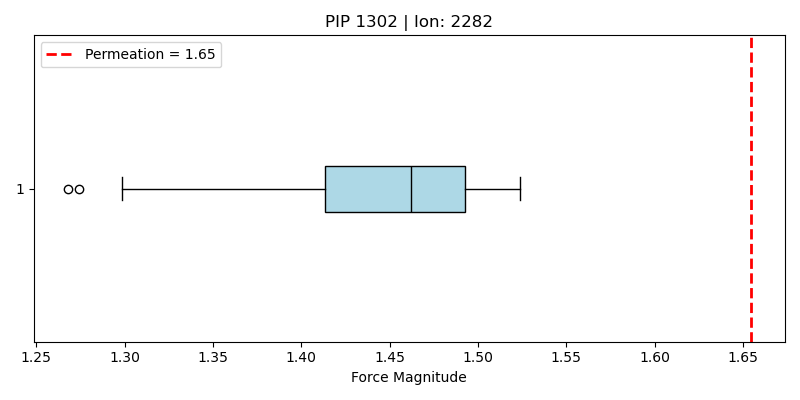 PIP 1302 | Ion: 2282
Permeation = 1.65
1
1.25 1.30 1.35 1.40 1.45 1.50 1.55 1.60 1.65
Force Magnitude